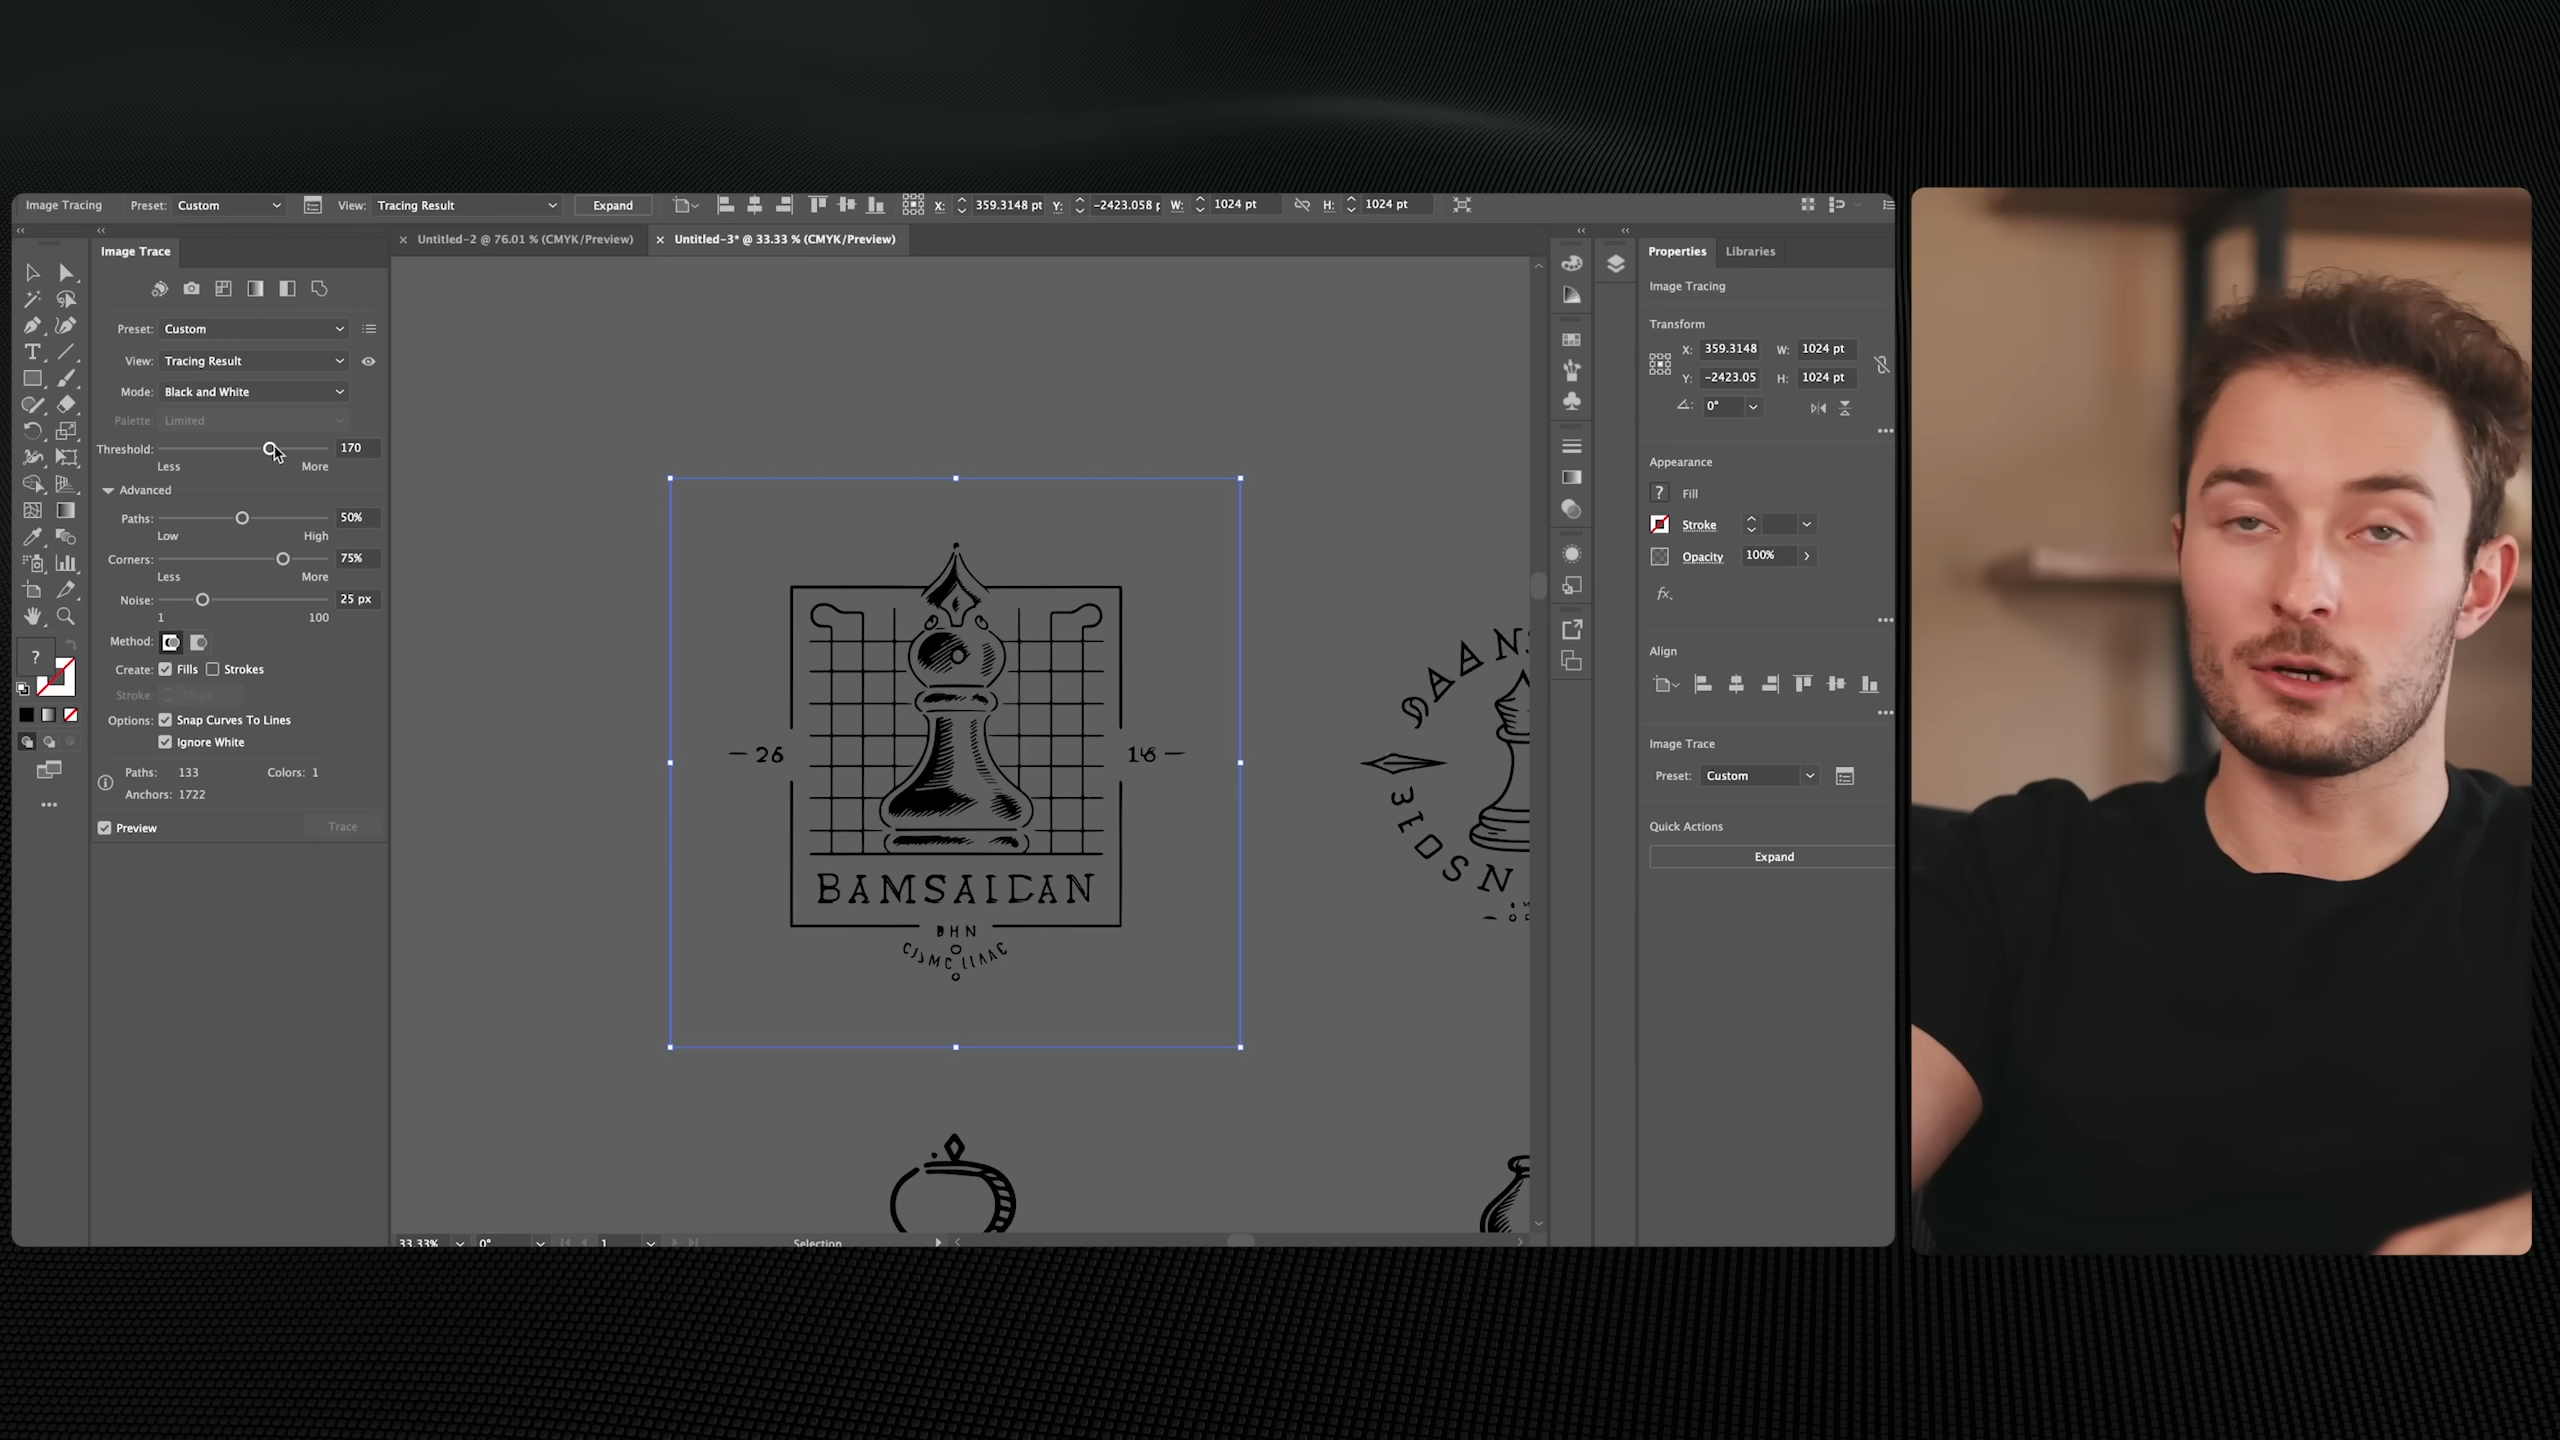 Image Tracing Preset: Custom View: Tracing Result Expand X: 359.3148 pt Y: -2423.058 p W: 1024 pt H: 1024 pt
Image Trace
Untitled-2 @ 76.01 % (CMYK/Preview)
Untitled-3* @ 33.33 % (CMYK/Preview)
Preset: Custom
View: Tracing Result
Mode: Black and White
Palette: Limited
Threshold: 170
Less More
Advanced
Paths: 50%
Low High
Corners: 75%
Less More
Noise: 25 px
1 100
Method:
Create: Fills Strokes
Stroke:
Options: Snap Curves To Lines
Ignore White
Paths: 133 Colors: 1
Anchors: 1722
Preview Trace
?
— 26
BAMSAIDAN
BHN
33.33% 0° 1 Selection
Properties Libraries
Image Tracing
Transform
X: 359.3148 W: 1024 pt
Y: -2423.05 H: 1024 pt
0°
Appearance
? Fill
Stroke
Opacity 100%
fx.
Align
Image Trace
Preset: Custom
Quick Actions
Expand